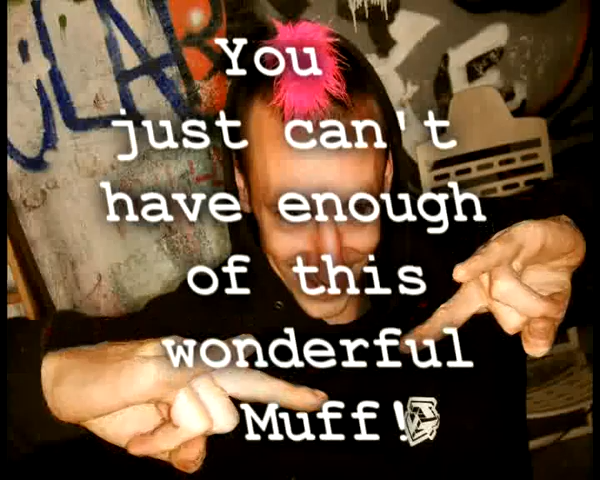 You
just can't
have enough
of this
wonderful
Muff!